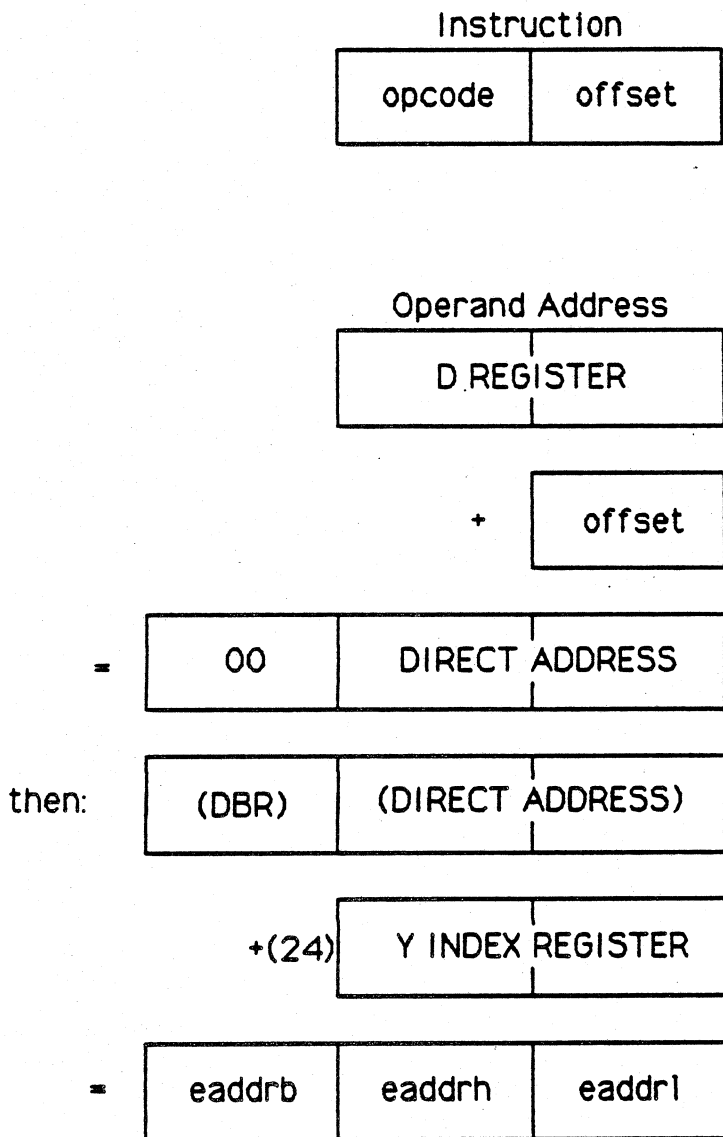 Instruction
opcode offset
Operand Address
D REGISTER
+ offset
= 00 DIRECT ADDRESS
then: (DBR) (DIRECT ADDRESS)
+(24) Y INDEX REGISTER
= eaddrb eaddrh eaddrl